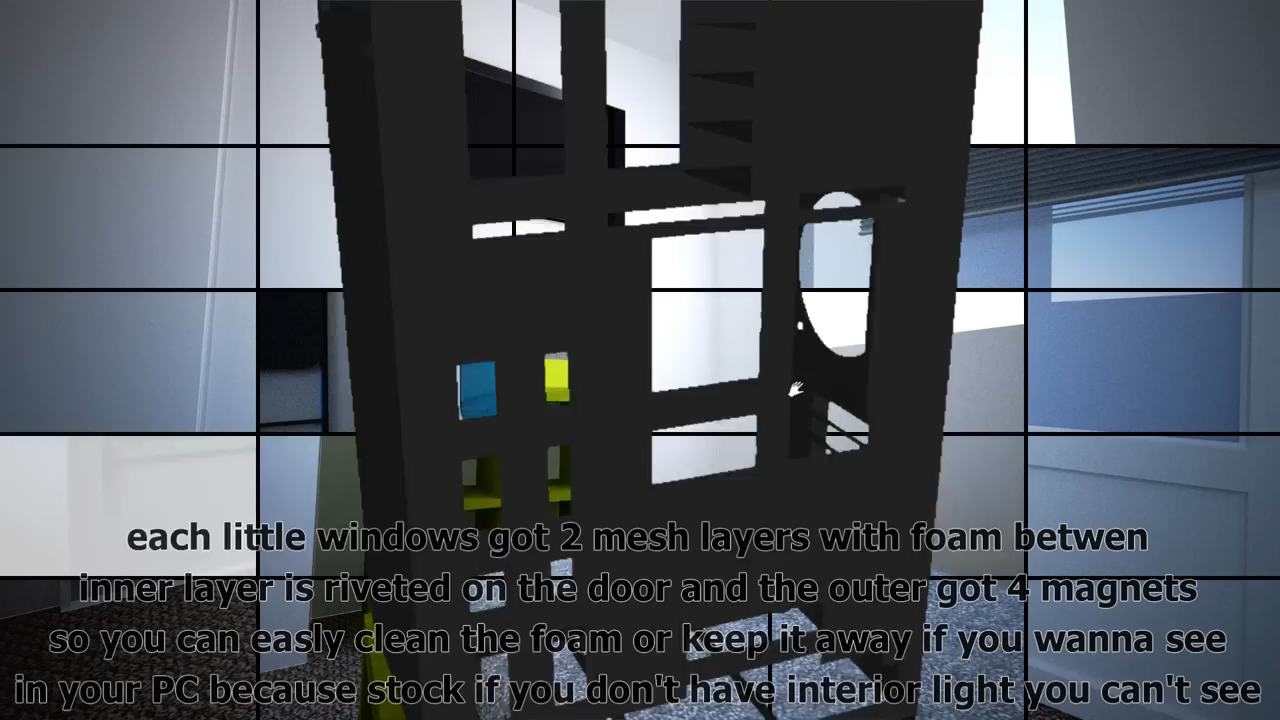 each little windows got 2 mesh layers with foam betwen
inner layer is riveted on the door and the outer got 4 magnets
so you can easly clean the foam or keep it away if you wanna see
in your PC because stock if you don't have interior light you can't see